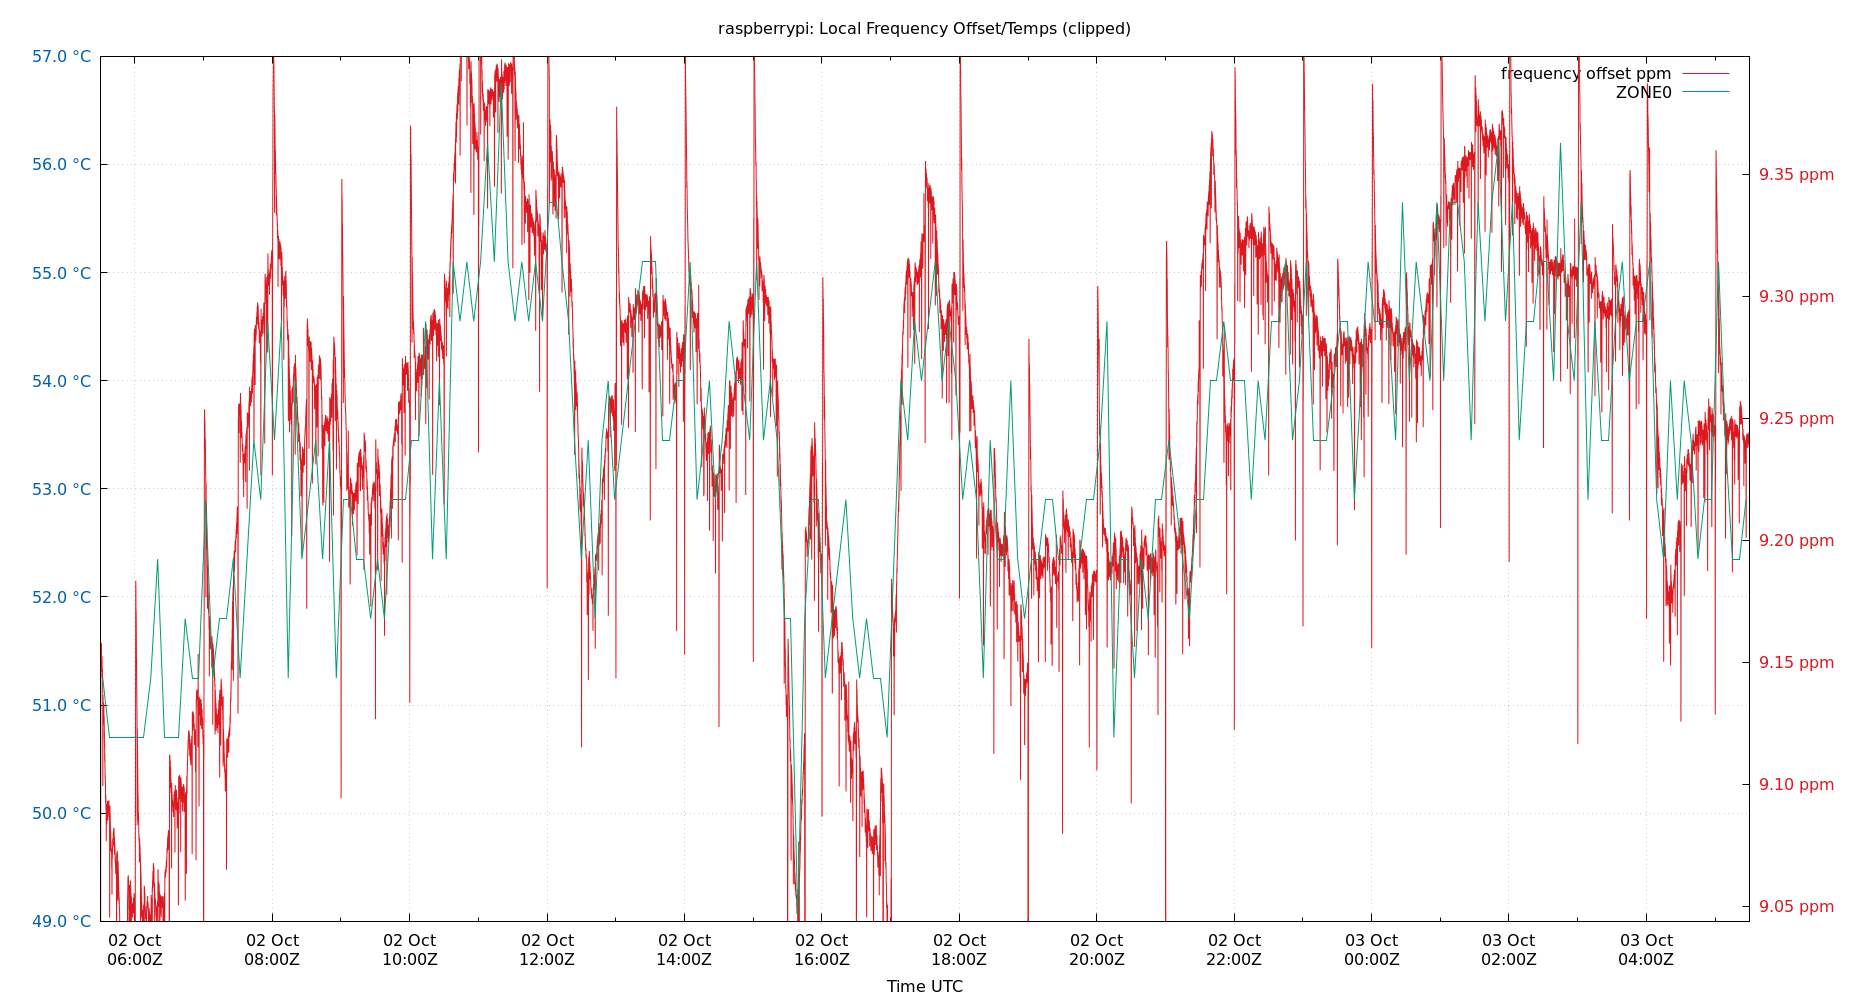 raspberrypi: Local Frequency Offset/Temps (clipped)
frequency offset ppm
ZONE0
57.0 °C
56.0 °C
55.0 °C
54.0 °C
53.0 °C
52.0 °C
51.0 °C
50.0 °C
49.0 °C
9.35 ppm
9.30 ppm
9.25 ppm
9.20 ppm
9.15 ppm
9.10 ppm
9.05 ppm
02 Oct 02 Oct 02 Oct 02 Oct 02 Oct 02 Oct 02 Oct 02 Oct 02 Oct 03 Oct 03 Oct 03 Oct
06:00Z 08:00Z 10:00Z 12:00Z 14:00Z 16:00Z 18:00Z 20:00Z 22:00Z 00:00Z 02:00Z 04:00Z
Time UTC